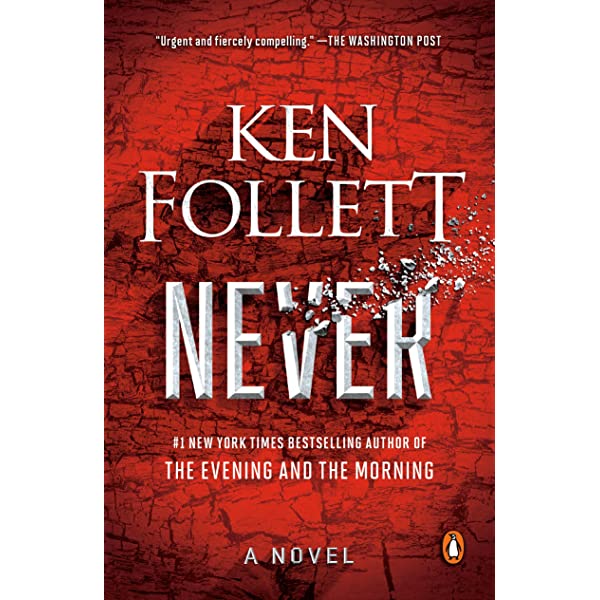 "Urgent and fiercely compelling." —THE WASHINGTON POST
KEN
FOLLETT
NEVER
#1 NEW YORK TIMES BESTSELLING AUTHOR OF
THE EVENING AND THE MORNING
A NOVEL